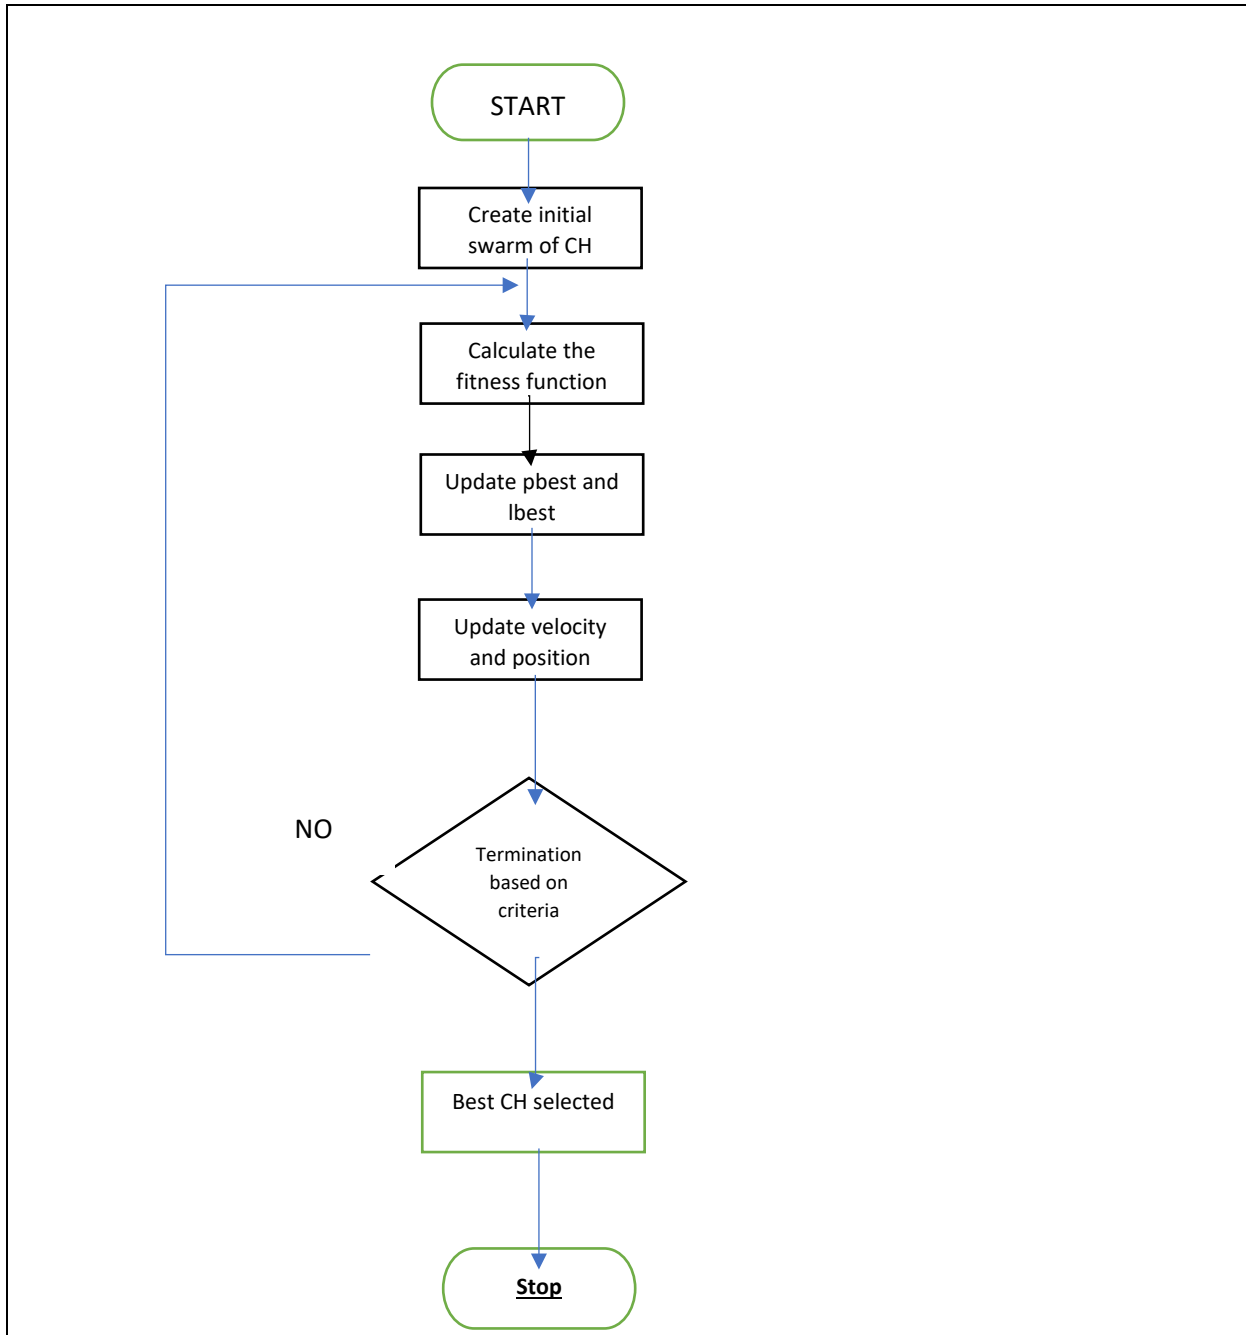 START
Create initial
swarm of CH
Calculate the
fitness function
Update pbest and
lbest
Update velocity
and position
NO
Termination
based on
criteria
Best CH selected
Stop